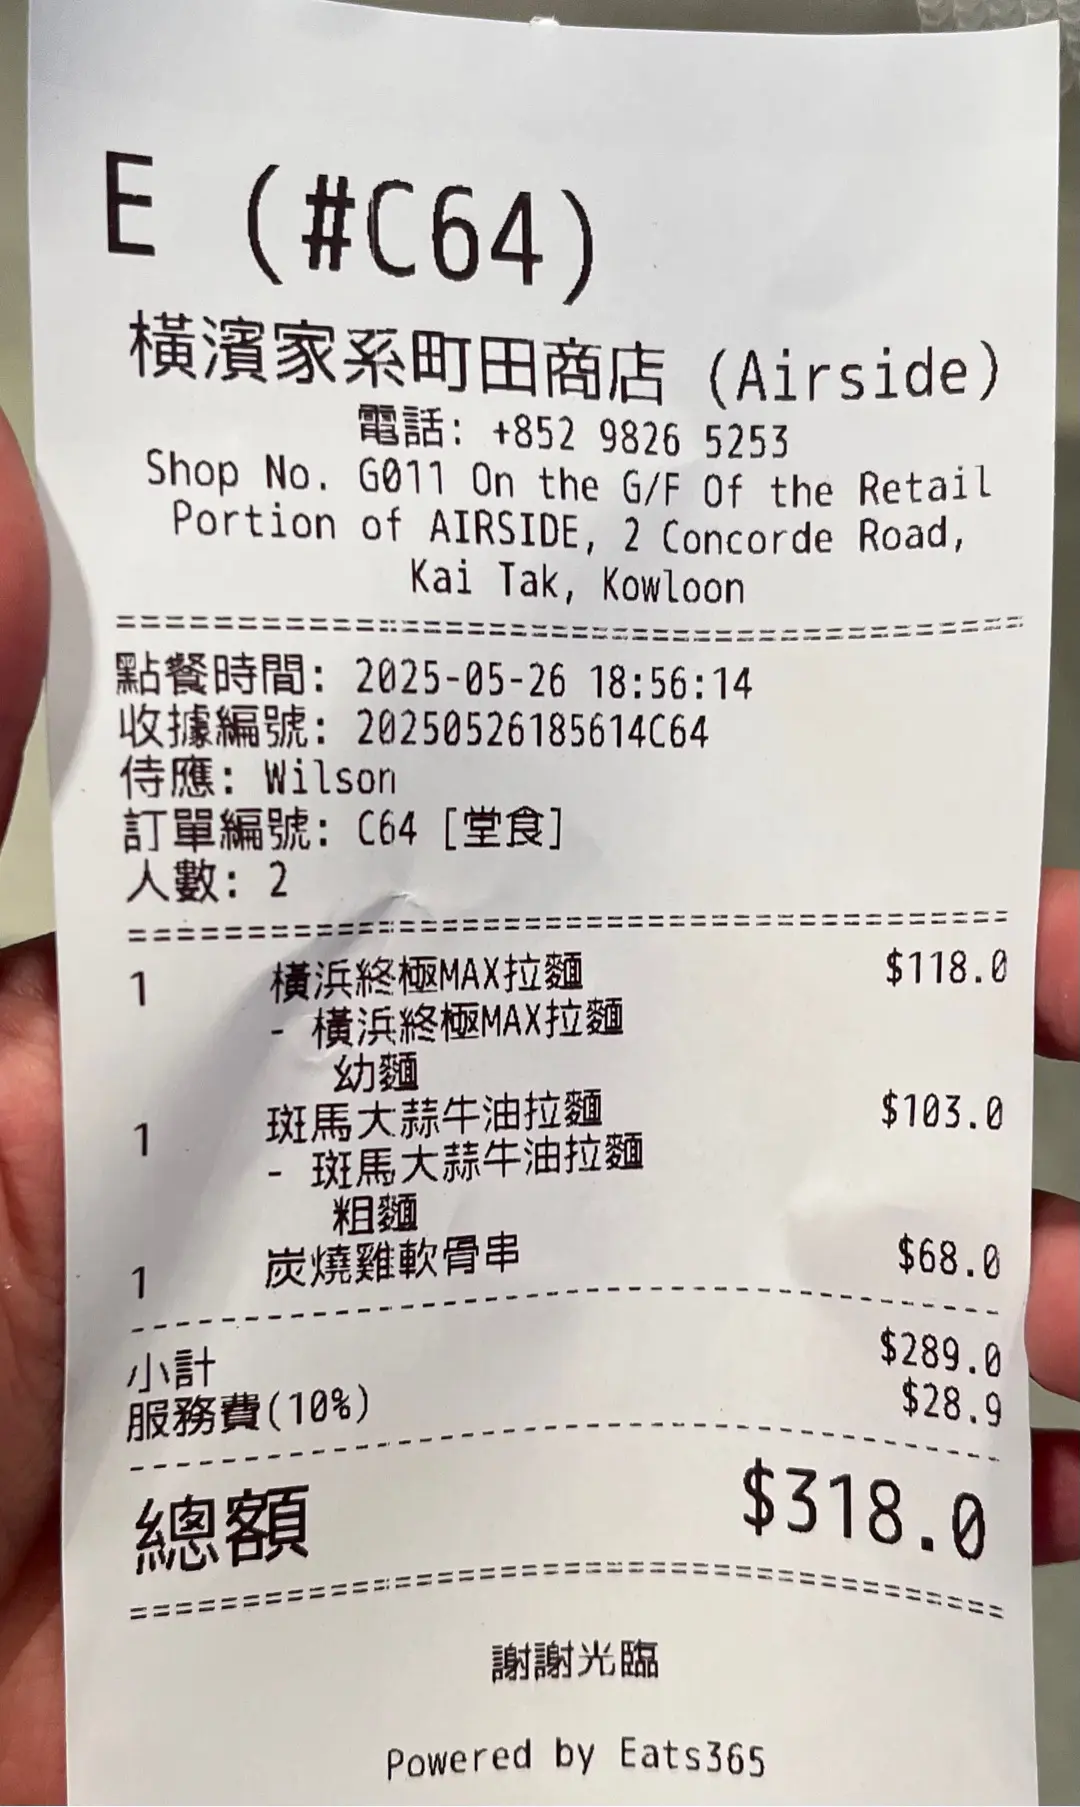 E (#C64)
橫濱家系町田商店 (Airside)
電話: +852 9826 5253
Shop No. G011 On the G/F Of the Retail
Portion of AIRSIDE, 2 Concorde Road,
Kai Tak, Kowloon
點餐時間: 2025-05-26 18:56:14
收據編號: 20250526185614C64
侍應: Wilson
訂單編號: C64 [堂食]
人數: 2
1 橫浜終極MAX拉麵 $118.0
- 橫浜終極MAX拉麵
幼麵
1 斑馬大蒜牛油拉麵 $103.0
- 斑馬大蒜牛油拉麵
粗麵
1 炭燒雞軟骨串 $68.0
小計 $289.0
服務費(10%) $28.9
總額 $318.0
謝謝光臨
Powered by Eats365